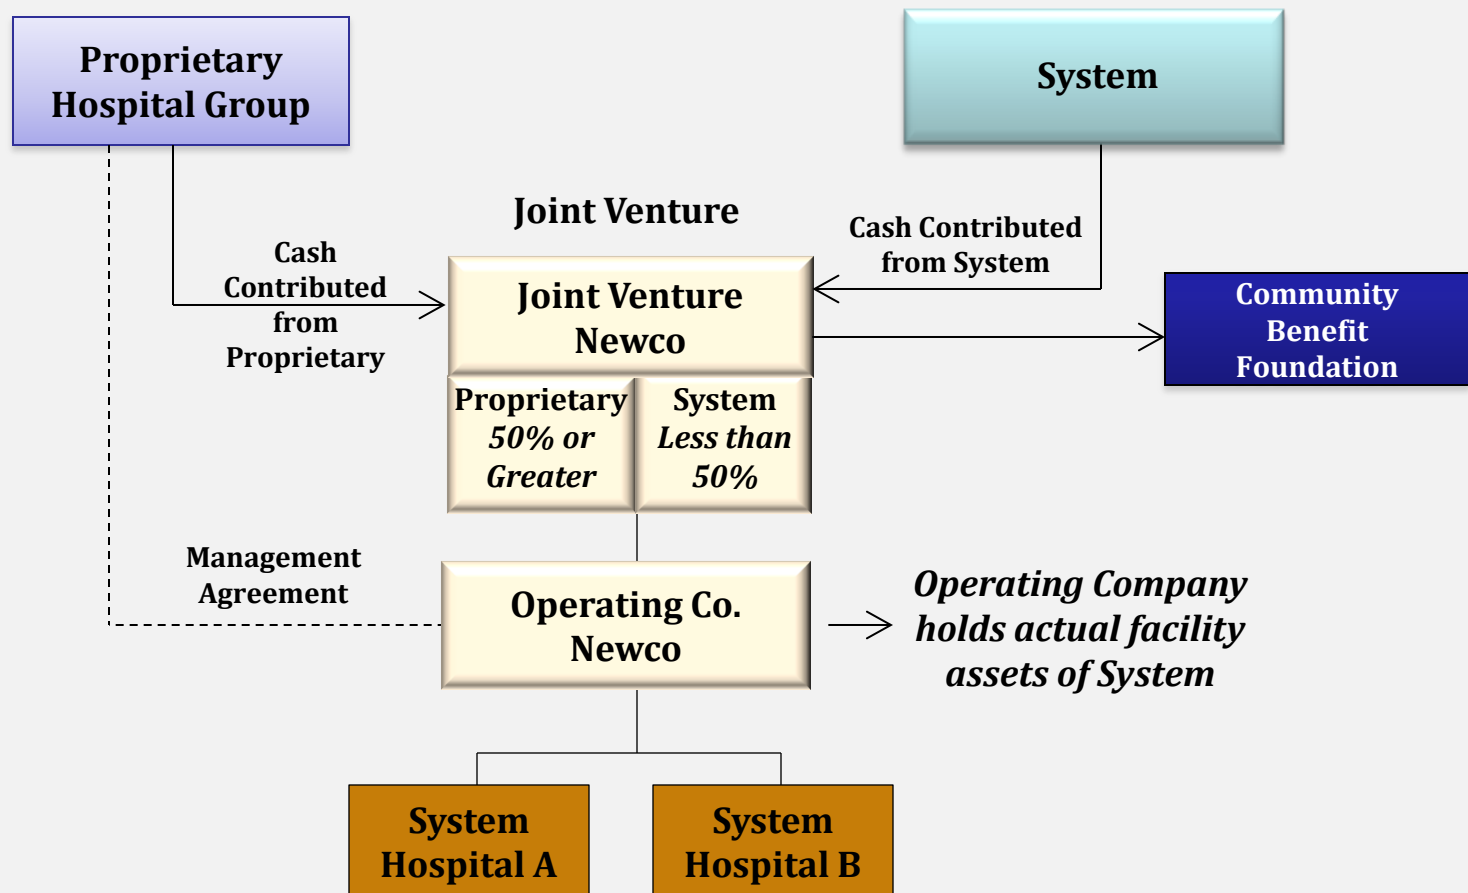 Proprietary
Hospital Group
System
Joint Venture
Cash
Contributed
from
Proprietary
Cash Contributed
from System
Joint Venture
Newco
Community
Benefit
Foundation
Proprietary
50% or
Greater
System
Less than
50%
Management
Agreement
Operating Co.
Newco
Operating Company
holds actual facility
assets of System
System
Hospital A
System
Hospital B